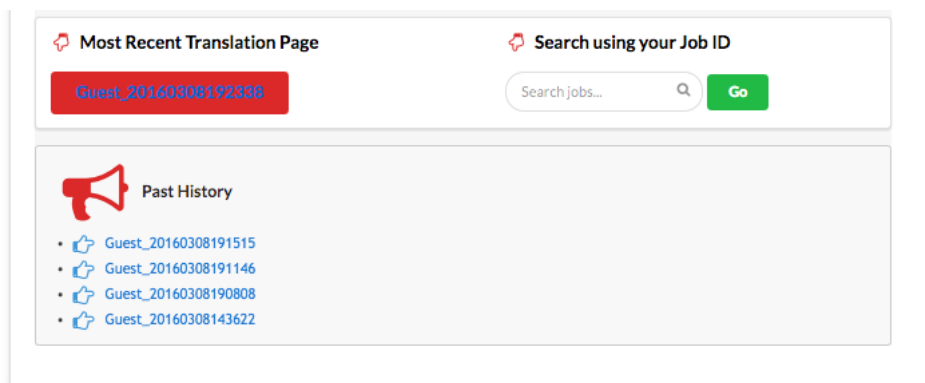 Most Recent Translation Page
Search using your Job ID
Guest_20160308192338
Search jobs...
Go
Past History
Guest_20160308191515
Guest_20160308191146
Guest_20160308190808
Guest_20160308143622